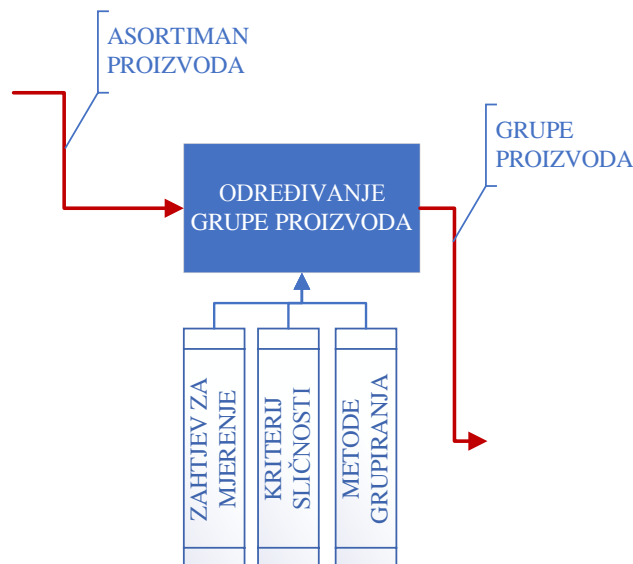 ASORTIMAN
PROIZVODA
GRUPE
PROIZVODA
ODREĐIVANJE
GRUPE PROIZVODA
ZAHTJEV ZA
MJERENJE
KRITERIJ
SLIČNOSTI
METODE
GRUPIRANJA